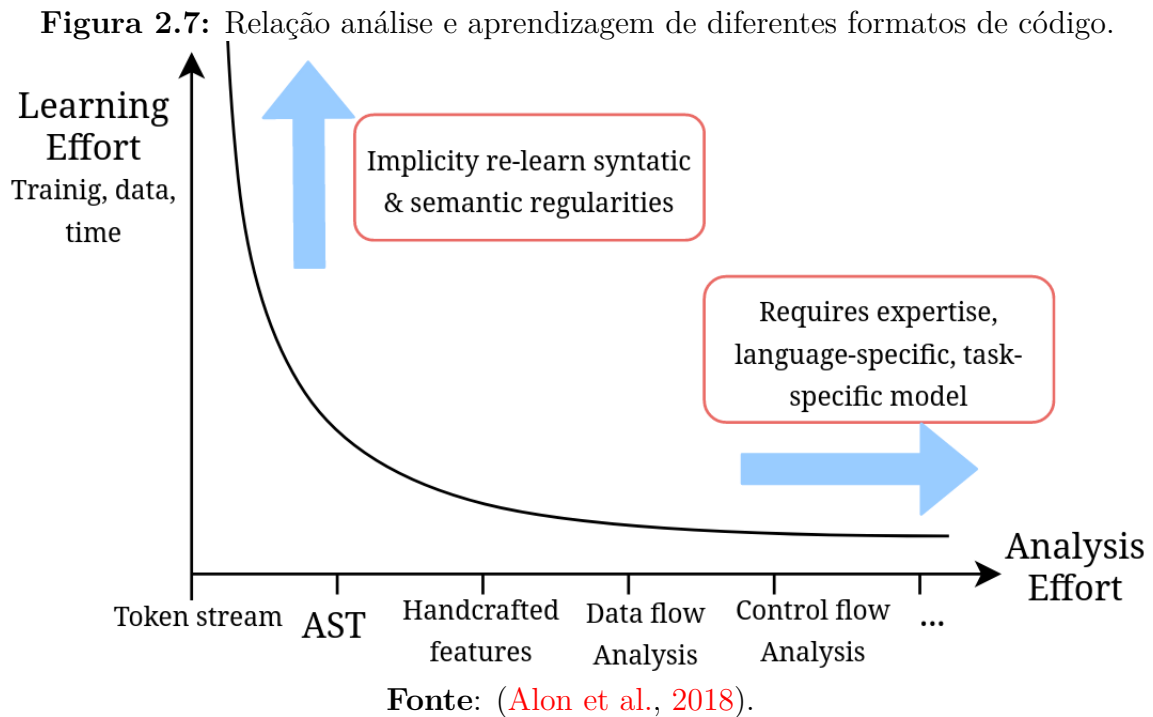 Figura 2.7: Relação análise e aprendizagem de diferentes formatos de código.
Learning
Effort
Trainig, data,
time
Implicity re-learn syntatic
& semantic regularities
Requires expertise,
language-specific, task-
specific model
Analysis
Effort
Token stream
AST
Handcrafted
features
Data flow
Analysis
Control flow
Analysis
...
Fonte: (Alon et al., 2018).